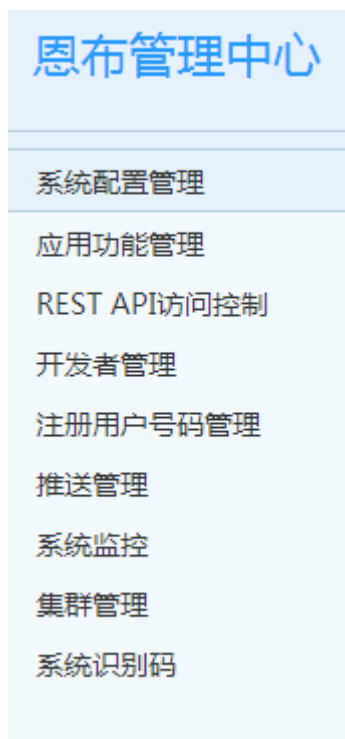 恩布管理中心
系统配置管理
应用功能管理
REST API访问控制
开发者管理
注册用户号码管理
推送管理
系统监控
集群管理
系统识别码